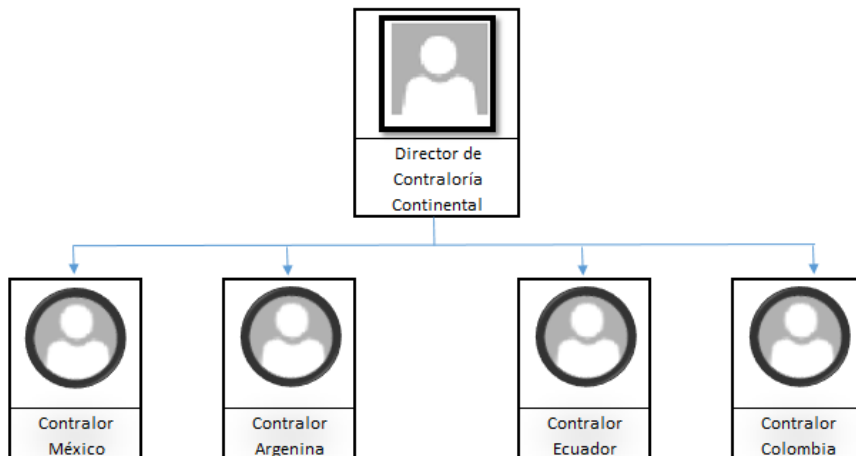 Director de
Contraloría
Continental
Contralor
México
Contralor
Argenina
Contralor
Ecuador
Contralor
Colombia